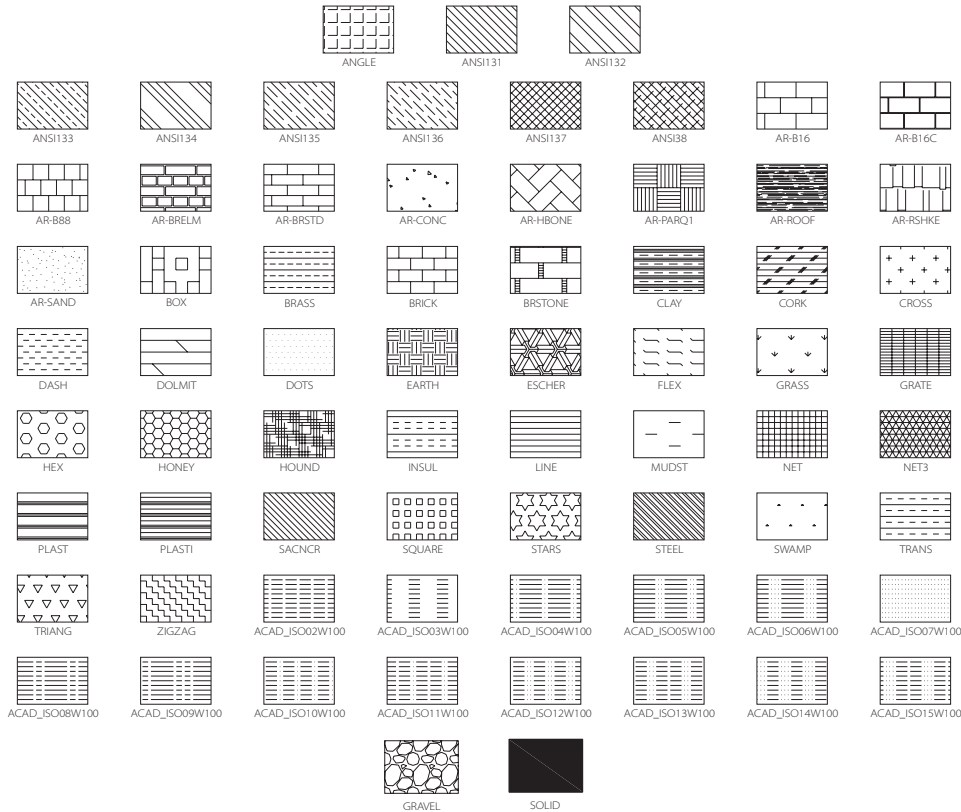 ANGLE ANSI131 ANSI132
ANSI133 ANSI134 ANSI135 ANSI136 ANSI137 ANSI38 AR-B16 AR-B16C
AR-B88 AR-BRELM AR-BRSTD AR-CONC AR-HBONE AR-PARQ1 AR-ROOF AR-RSHKE
AR-SAND BOX BRASS BRICK BRSTONE CLAY CORK CROSS
DASH DOLMIT DOTS EARTH ESCHER FLEX GRASS GRATE
HEX HONEY HOUND INSUL LINE MUDST NET NET3
PLAST PLASTI SACNCR SQUARE STARS STEEL SWAMP TRANS
TRIANG ZIGZAG ACAD_ISO02W100 ACAD_ISO03W100 ACAD_ISO04W100 ACAD_ISO05W100 ACAD_ISO06W100 ACAD_ISO07W100
ACAD_ISO08W100 ACAD_ISO09W100 ACAD_ISO10W100 ACAD_ISO11W100 ACAD_ISO12W100 ACAD_ISO13W100 ACAD_ISO14W100 ACAD_ISO15W100
GRAVEL SOLID